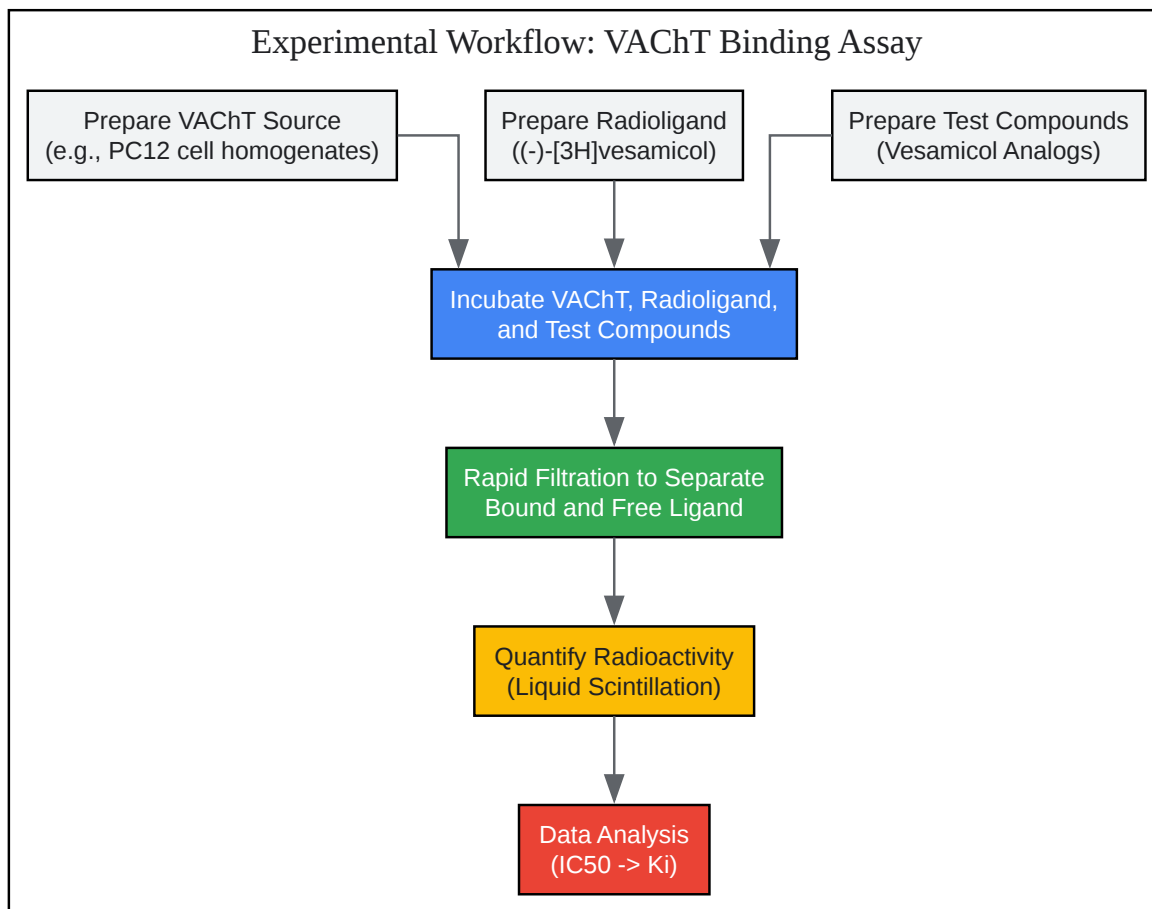 Experimental Workflow: VAChT Binding Assay
Prepare VAChT Source
(e.g., PC12 cell homogenates)
Prepare Radioligand
((-)-[3H]vesamicol)
Prepare Test Compounds
(Vesamicol Analogs)
Incubate VAChT, Radioligand,
and Test Compounds
Rapid Filtration to Separate
Bound and Free Ligand
Quantify Radioactivity
(Liquid Scintillation)
Data Analysis
(IC50 -> Ki)